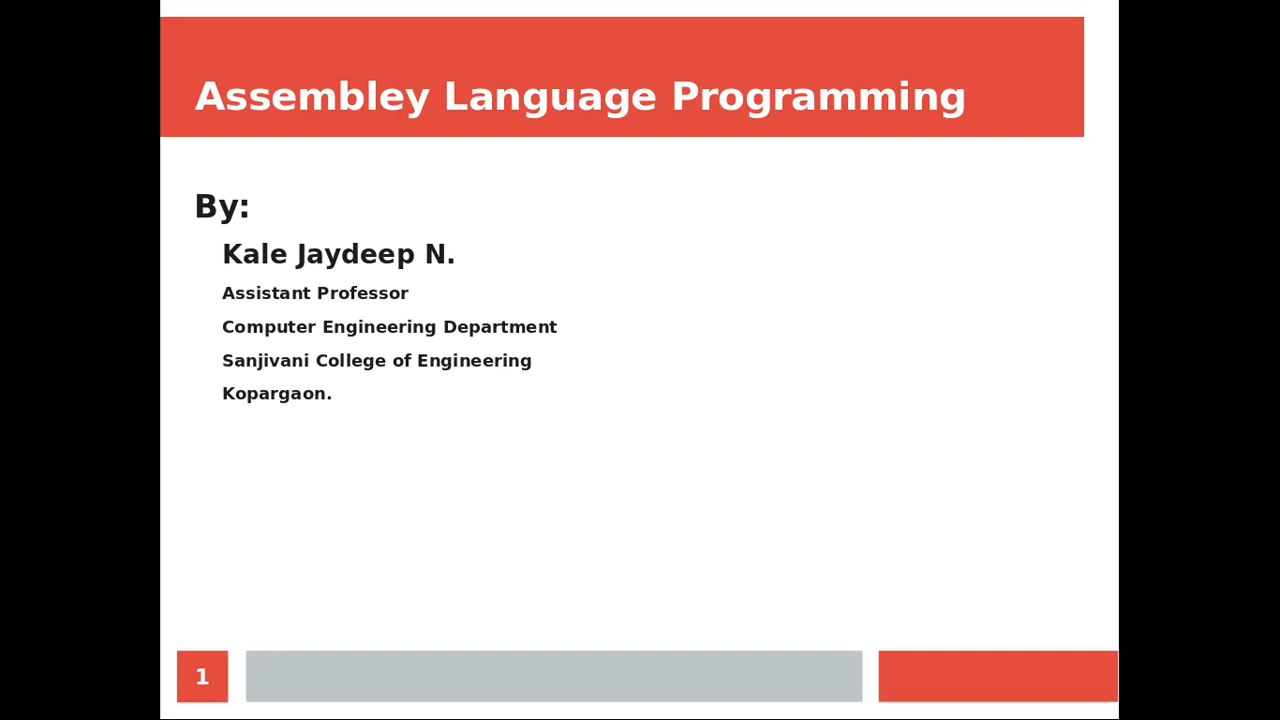 Assembley Language Programming
By:
Kale Jaydeep N.
Assistant Professor
Computer Engineering Department
Sanjivani College of Engineering
Kopargaon.
1